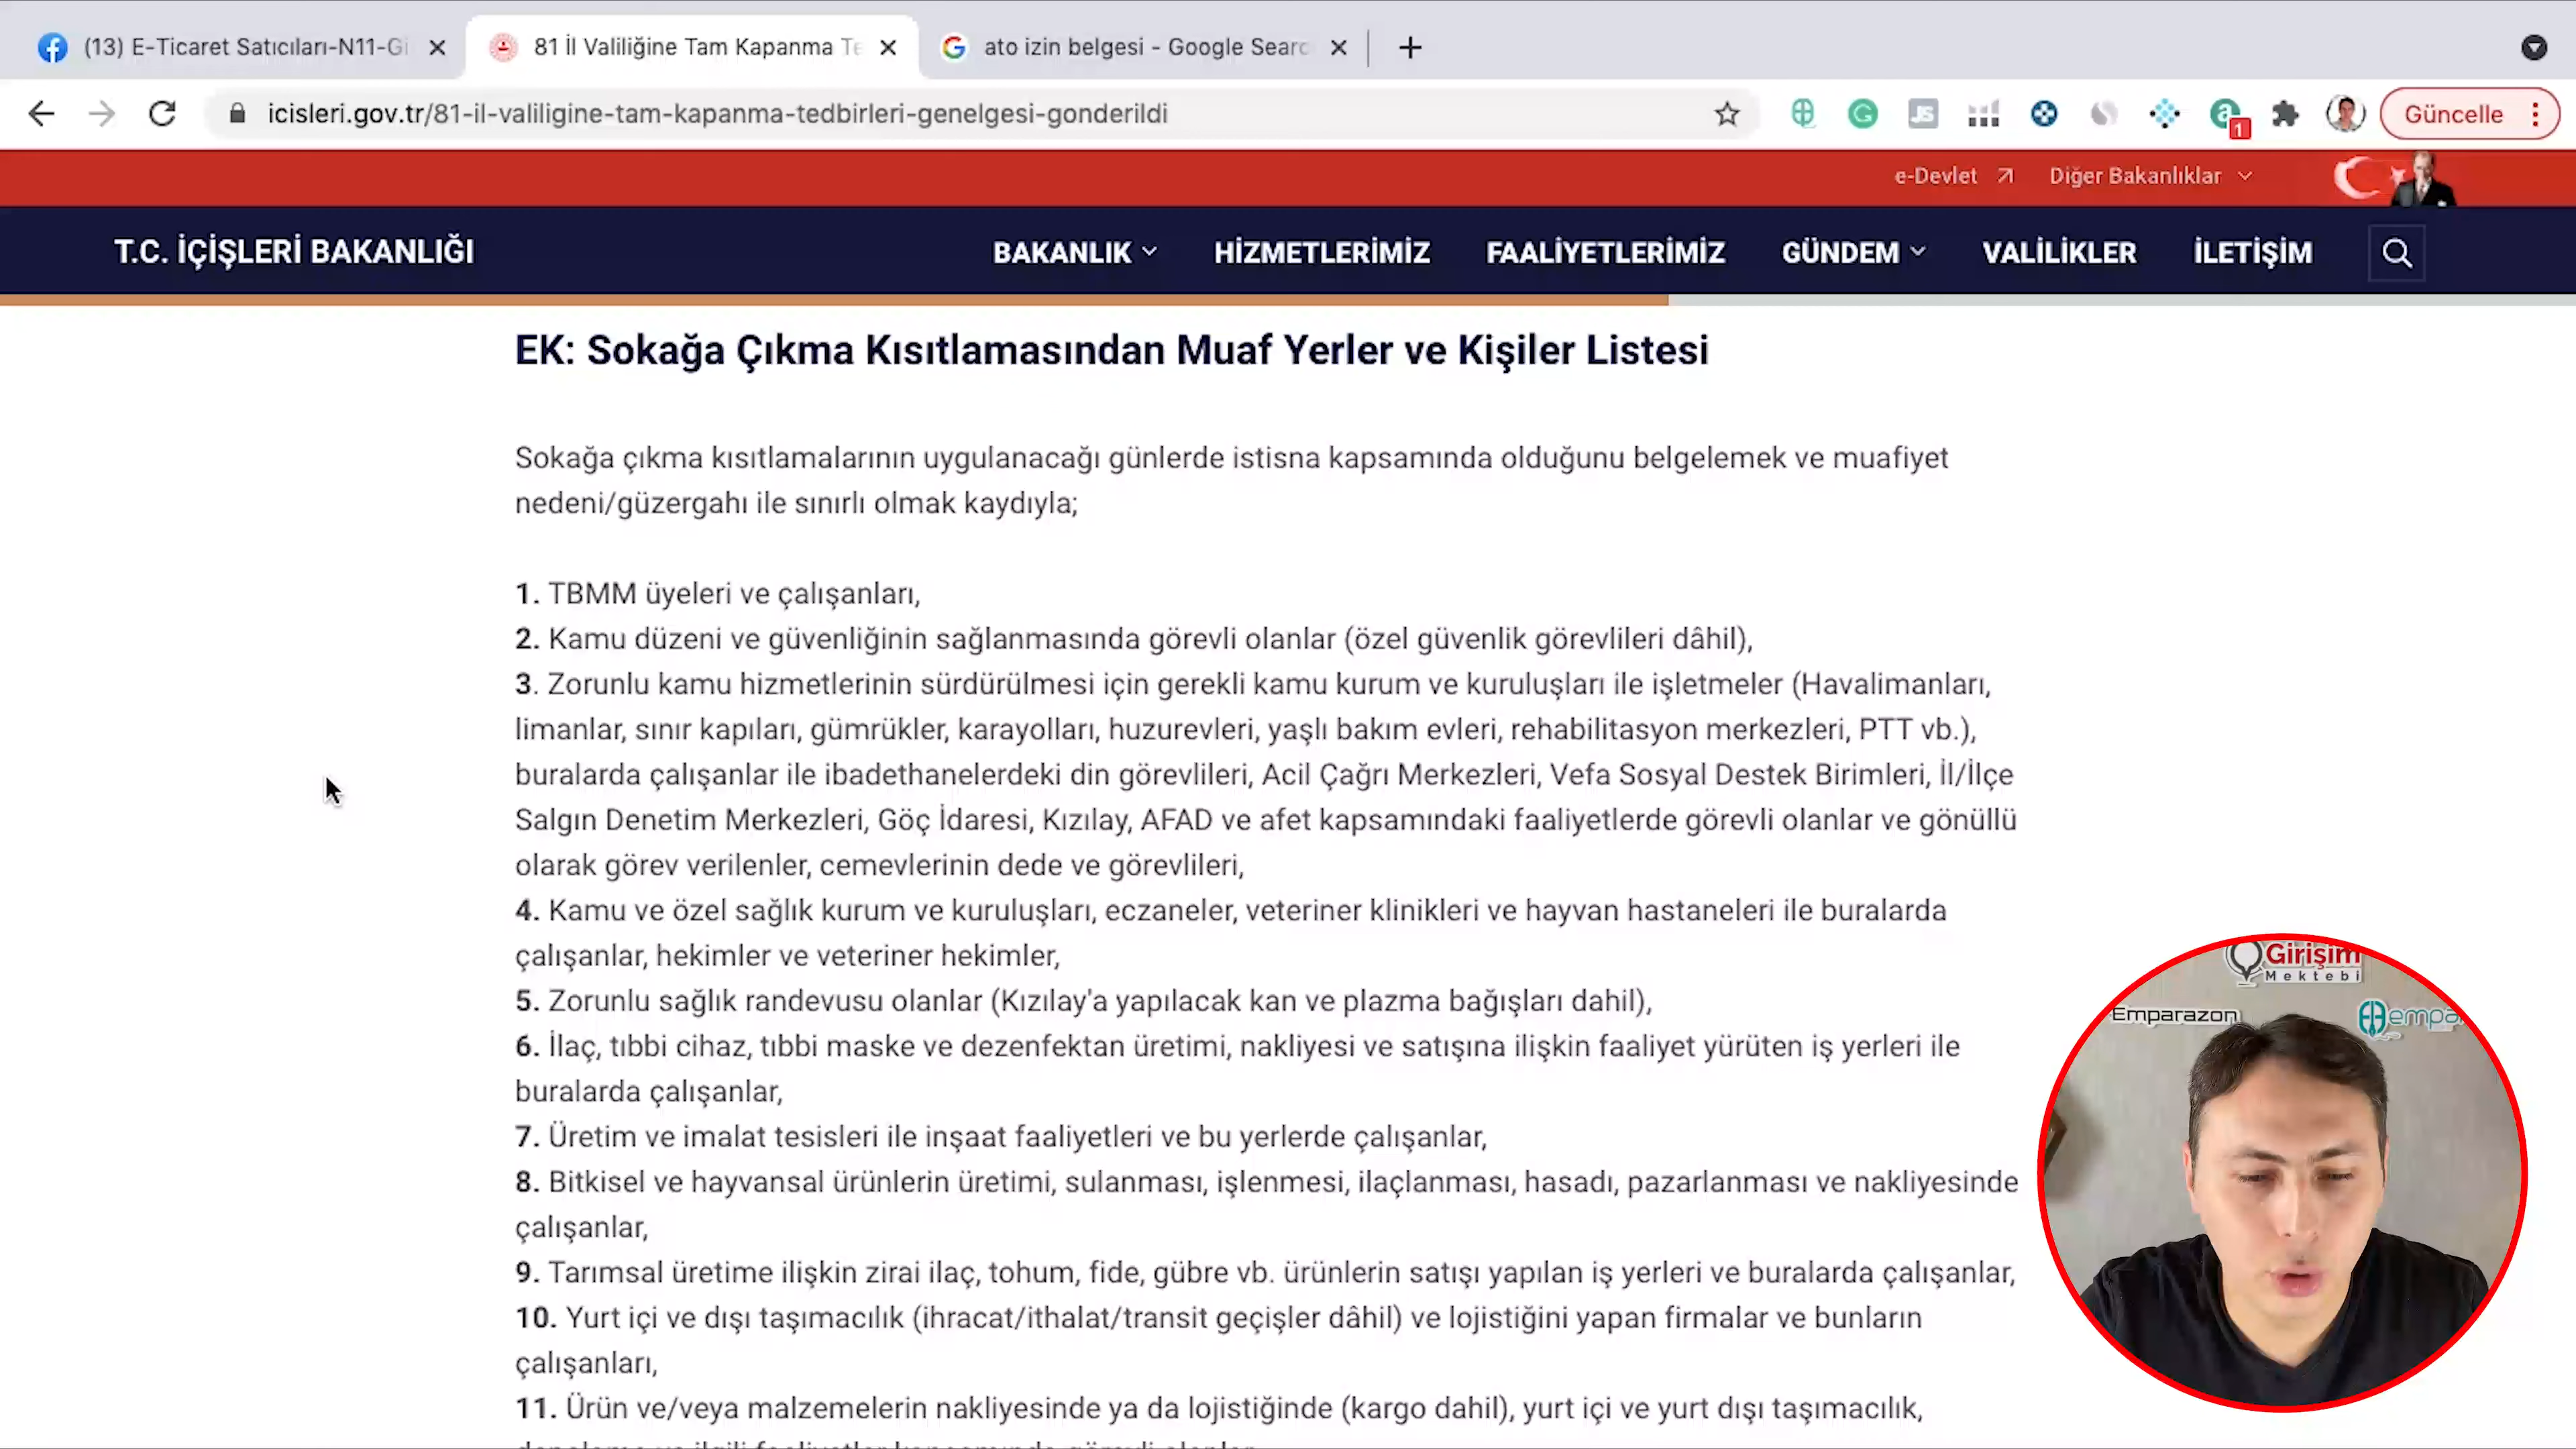 (13) E-Ticaret Satıcıları-N11-Gi
81 İl Valiliğine Tam Kapanma Te
ato izin belgesi - Google Searc
icisleri.gov.tr/81-il-valiligine-tam-kapanma-tedbirleri-genelgesi-gonderildi
JS
1
Güncelle
e-Devlet
Diğer Bakanlıklar
T.C. İÇİŞLERİ BAKANLIĞI
BAKANLIK
HİZMETLERİMİZ
FAALİYETLERİMİZ
GÜNDEM
VALİLİKLER
İLETİŞİM
EK: Sokağa Çıkma Kısıtlamasından Muaf Yerler ve Kişiler Listesi
Sokağa çıkma kısıtlamalarının uygulanacağı günlerde istisna kapsamında olduğunu belgelemek ve muafiyet
nedeni/güzergahı ile sınırlı olmak kaydıyla;
1. TBMM üyeleri ve çalışanları,
2. Kamu düzeni ve güvenliğinin sağlanmasında görevli olanlar (özel güvenlik görevlileri dâhil),
3. Zorunlu kamu hizmetlerinin sürdürülmesi için gerekli kamu kurum ve kuruluşları ile işletmeler (Havalimanları,
limanlar, sınır kapıları, gümrükler, karayolları, huzurevleri, yaşlı bakım evleri, rehabilitasyon merkezleri, PTT vb.),
buralarda çalışanlar ile ibadethanelerdeki din görevlileri, Acil Çağrı Merkezleri, Vefa Sosyal Destek Birimleri, İl/İlçe
Salgın Denetim Merkezleri, Göç İdaresi, Kızılay, AFAD ve afet kapsamındaki faaliyetlerde görevli olanlar ve gönüllü
olarak görev verilenler, cemevlerinin dede ve görevlileri,
4. Kamu ve özel sağlık kurum ve kuruluşları, eczaneler, veteriner klinikleri ve hayvan hastaneleri ile buralarda
çalışanlar, hekimler ve veteriner hekimler,
5. Zorunlu sağlık randevusu olanlar (Kızılay'a yapılacak kan ve plazma bağışları dahil),
6. İlaç, tıbbi cihaz, tıbbi maske ve dezenfektan üretimi, nakliyesi ve satışına ilişkin faaliyet yürüten iş yerleri ile
buralarda çalışanlar,
7. Üretim ve imalat tesisleri ile inşaat faaliyetleri ve bu yerlerde çalışanlar,
8. Bitkisel ve hayvansal ürünlerin üretimi, sulanması, işlenmesi, ilaçlanması, hasadı, pazarlanması ve nakliyesinde
çalışanlar,
9. Tarımsal üretime ilişkin zirai ilaç, tohum, fide, gübre vb. ürünlerin satışı yapılan iş yerleri ve buralarda çalışanlar,
10. Yurt içi ve dışı taşımacılık (ihracat/ithalat/transit geçişler dâhil) ve lojistiğini yapan firmalar ve bunların
çalışanları,
11. Ürün ve/veya malzemelerin nakliyesinde ya da lojistiğinde (kargo dahil), yurt içi ve yurt dışı taşımacılık,
Girişim
Mektebi
Emparazon
empa